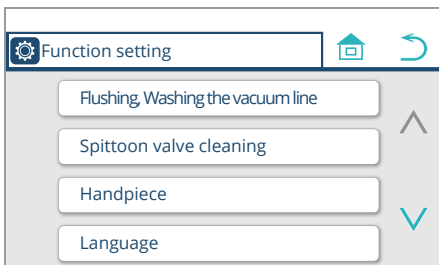 Function setting
Flushing, Washing the vacuum line
Spittoon valve cleaning
Handpiece
Language